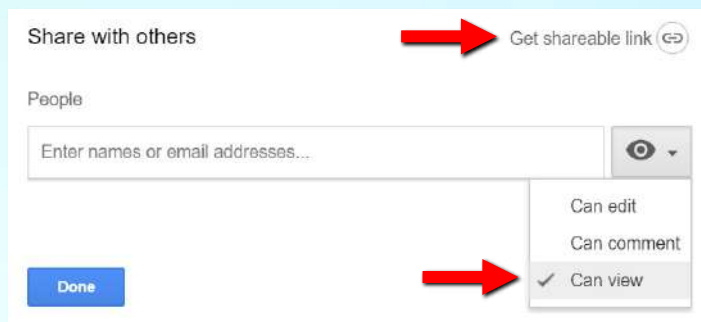 Share with others
Get shareable link
People
Enter names or email addresses...
Can edit
Can comment
Can view
Done